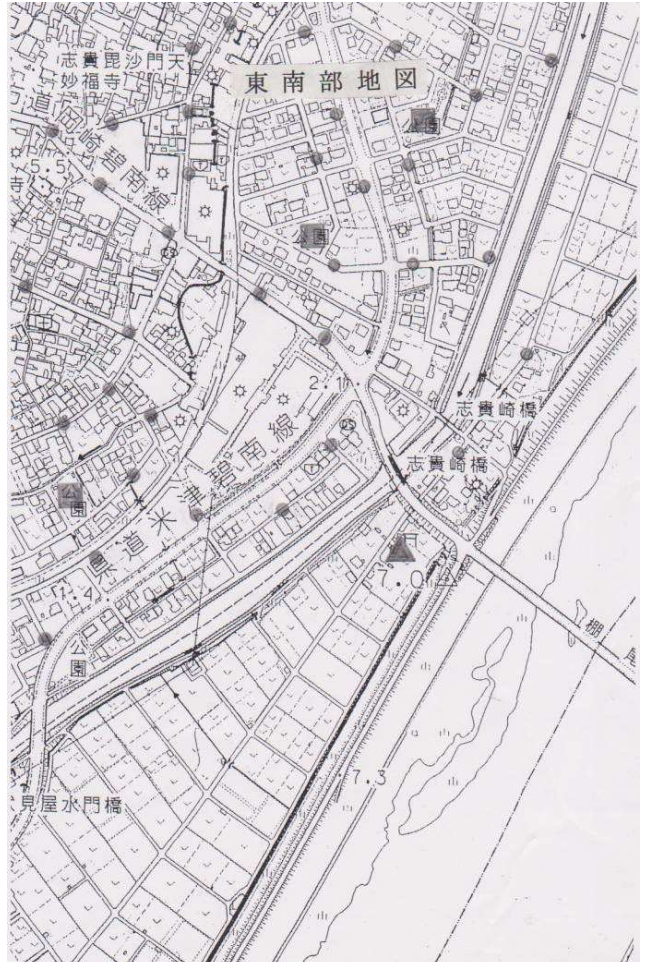 東南部地図
志貴毘沙門天
妙福寺
道岡崎碧南線
5.5
寺
公園
公園
2.1
志貴崎橋
志貴崎橋
県道米津碧南線
公園
7.0
1.4
公園
棚尾
7.3
見屋水門橋